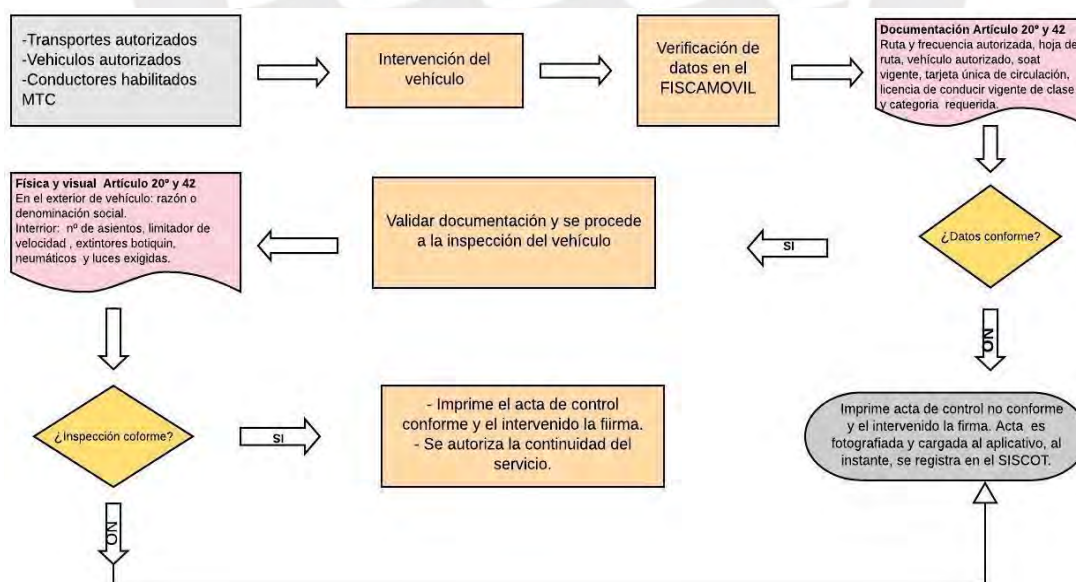 -Transportes autorizados
-Vehiculos autorizados
-Conductores habilitados
MTC
Intervención del
vehículo
Verificación de
datos en el
FISCAMOVIL
Documentación Artículo 20º y 42
Ruta y frecuencia autorizada, hoja de
ruta, vehículo autorizado, soat
vigente, tarjeta única de circulación,
licencia de conducir vigente de clase
y categoria requerida.
¿Datos conforme?
SI
Validar documentación y se procede
a la inspección del vehículo
Física y visual Artículo 20º y 42
En el exterior de vehículo: razón o
denominación social.
Interior: nº de asientos, limitador de
velocidad , extintores botiquin,
neumáticos y luces exigidas.
¿Inspección coforme?
SI
- Imprime el acta de control
conforme y el intervenido la fiirma.
- Se autoriza la continuidad del
servicio.
NO
Imprime acta de control no conforme
y el intervenido la firma. Acta es
fotografiada y cargada al aplicativo, al
instante, se registra en el SISCOT.
NO